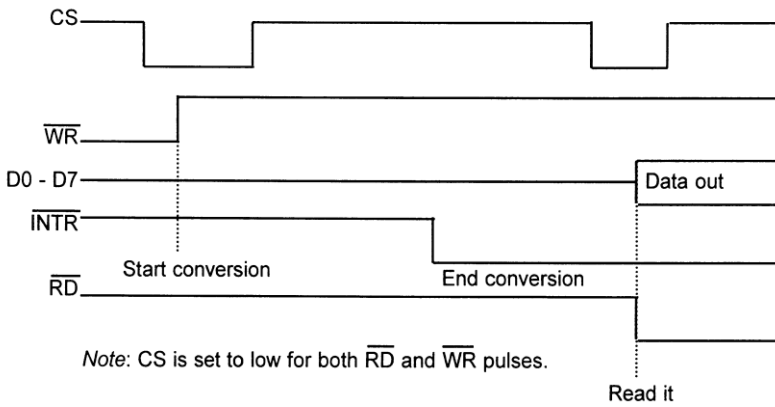 CS
WR
D0 - D7
Data out
INTR
Start conversion
End conversion
RD
Note: CS is set to low for both RD and WR pulses.
Read it